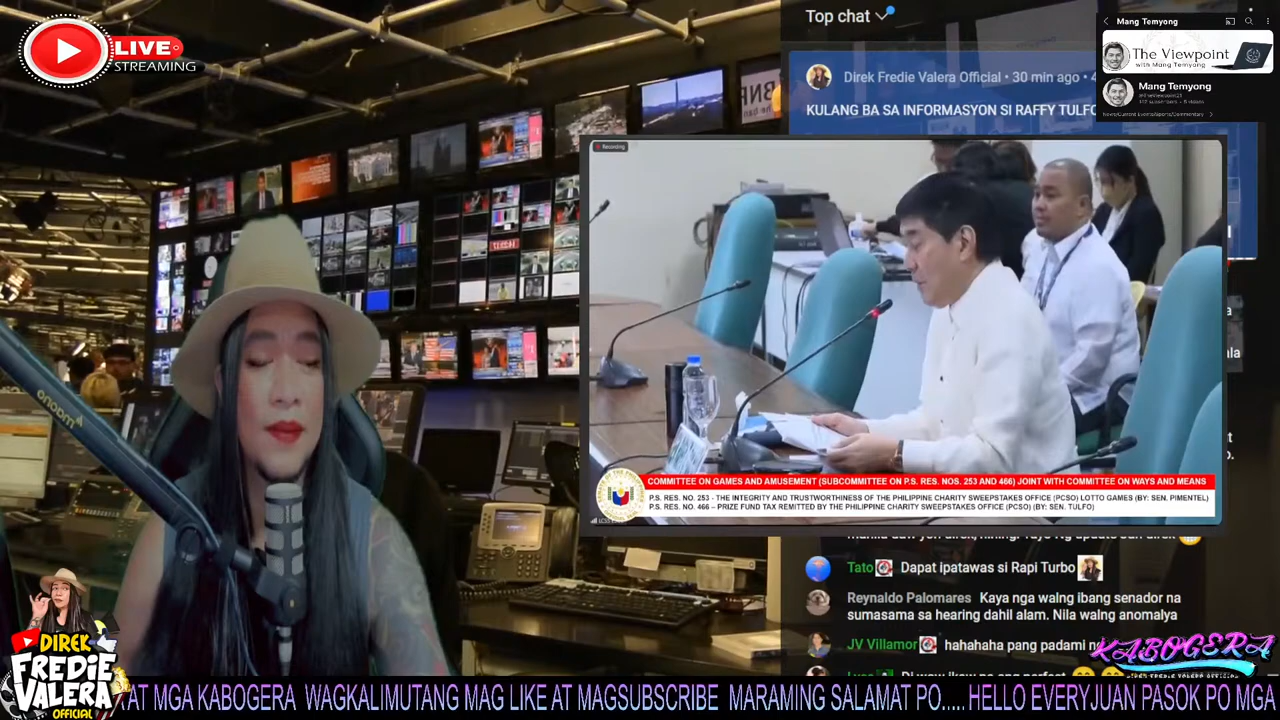 LIVE
STREAMING
Top chat
Mang Temyong
The Viewpoint
with Mang Temyong
Mang Temyong
@TheViewpoint21
Direk Fredie Valera Official • 30 min ago •
KULANG BA SA INFORMASYON SI RAFFY TULFO
Recording
maono
COMMITTEE ON GAMES AND AMUSEMENT (SUBCOMMITTEE ON P.S. RES. NOS. 253 AND 466) JOINT WITH COMMITTEE ON WAYS AND MEANS
P.S. RES. NO. 253 - THE INTEGRITY AND TRUSTWORTHINESS OF THE PHILIPPINE CHARITY SWEEPSTAKES OFFICE (PCSO) LOTTO GAMES (BY: SEN. PIMENTEL)
P.S. RES. NO. 466 – PRIZE FUND TAX REMITTED BY THE PHILIPPINE CHARITY SWEEPSTAKES OFFICE (PCSO) (BY: SEN. TULFO)
Tato Dapat ipatawas si Rapi Turbo
Reynaldo Palomares Kaya nga walng ibang senador na
sumasama sa hearing dahil alam. Nila walng anomalya
JV Villamor hahahaha pang padami
KABOGERA
DIREK
FREDIE
VALERA
OFFICIAL
AT MGA KABOGERA WAGKALIMUTANG MAG LIKE AT MAGSUBSCRIBE MARAMING SALAMAT PO..... HELLO EVERYJUAN PASOK PO MGA